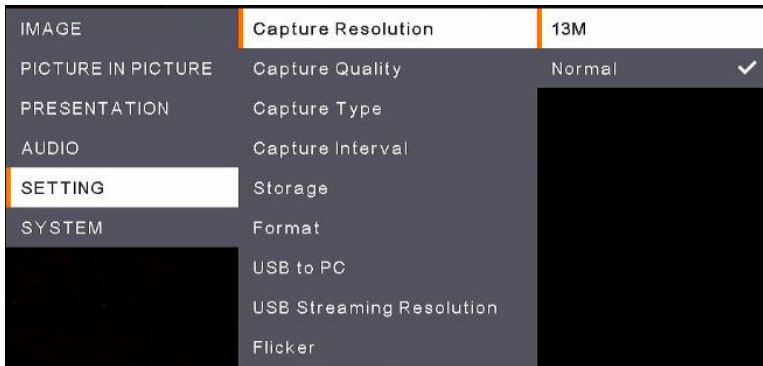 IMAGE
PICTURE IN PICTURE
PRESENTATION
AUDIO
SETTING
SYSTEM
Capture Resolution
Capture Quality
Capture Type
Capture Interval
Storage
Format
USB to PC
USB Streaming Resolution
Flicker
13M
Normal